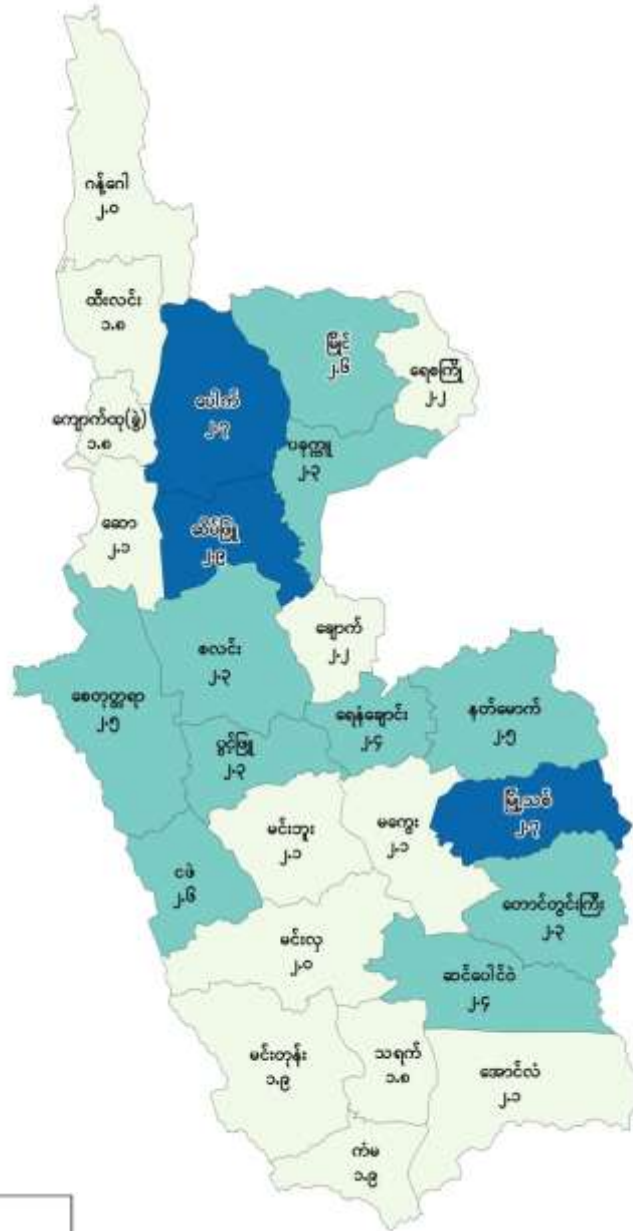 ဂန့်ဂေါ
၂.၀
ထီးလင်း
၁.၈
မြိုင်
၂.၆
ရေစကြို
၂.၂
ပေါက်
၂.၇
ကျောက်ထု(ခွဲ)
၁.၈
ပခုက္ကူ
၂.၃
ဆော
၂.၁
ဆိပ်ဖြူ
၂.၉
ချောက်
၂.၂
စလင်း
၂.၃
စေတုတ္တရာ
၂.၅
ရေနံချောင်း
၂.၄
နတ်မောက်
၂.၅
ပွင့်ဖြူ
၂.၃
မြို့သစ်
၂.၇
မင်းဘူး
၂.၁
မကွေး
၂.၁
ငဖဲ
၂.၆
တောင်တွင်းကြီး
၂.၃
မင်းလှ
၂.၀
ဆင်ပေါင်ဝဲ
၂.၄
မင်းတုန်း
၁.၉
သရက်
၁.၈
အောင်လံ
၂.၁
ကံမ
၁.၉